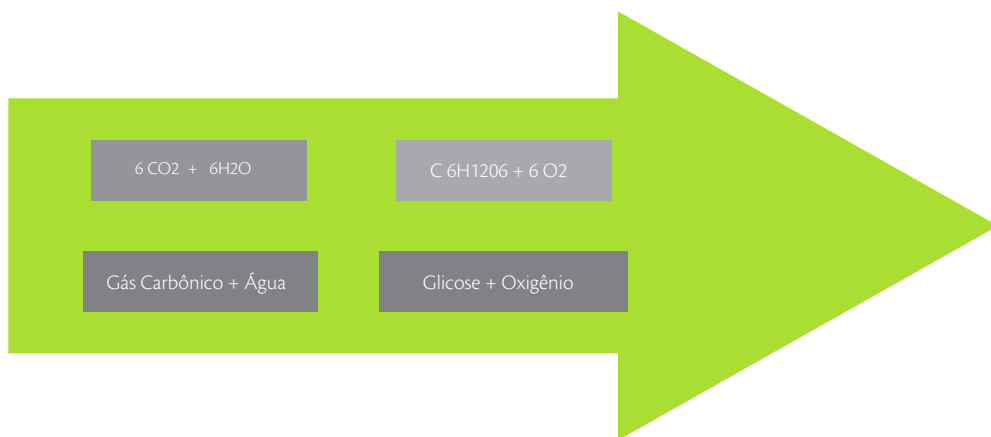 6 CO2 + 6H2O
C 6H1206 + 6 O2
Gás Carbônico + Água
Glicose + Oxigênio